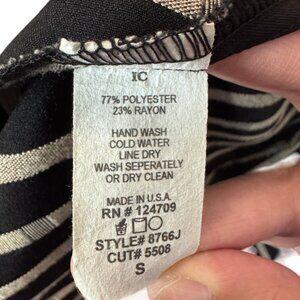 IC
77% POLYESTER
23% RAYON
HAND WASH
COLD WATER
LINE DRY
WASH SEPERATELY
OR DRY CLEAN
MADE IN U.S.A.
RN # 124709
STYLE# 8766J
CUT# 5508
S